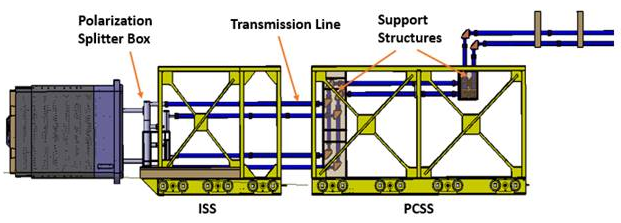 Polarization
Splitter Box
Transmission Line
Support
Structures
ISS
PCSS